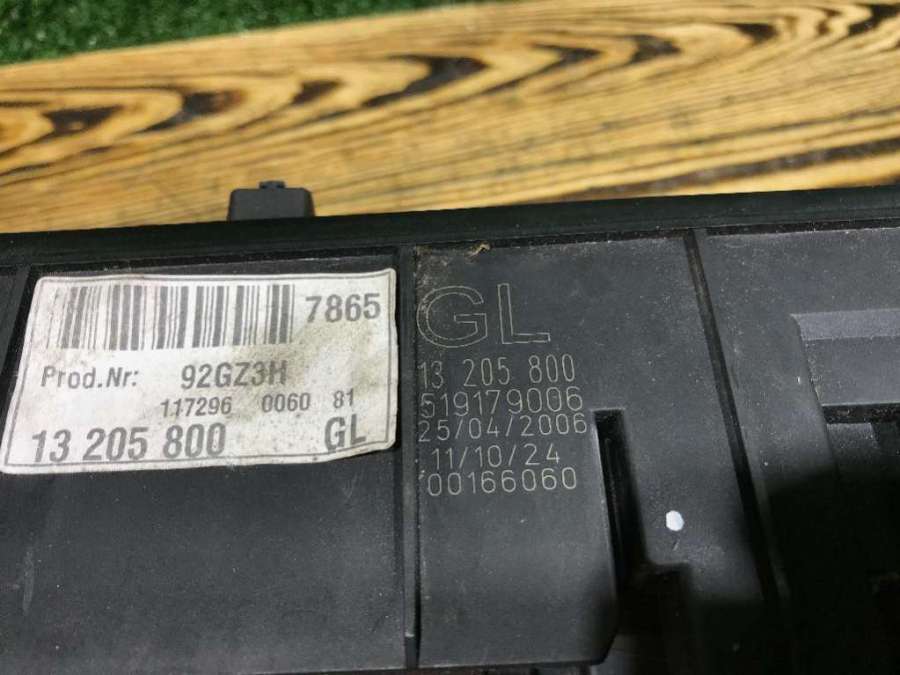 7865
Prod.Nr: 92GZ3H
117296 0060 81
13 205 800 GL
GL
13 205 800
519179006
25/04/2006
11/10/24
00166060